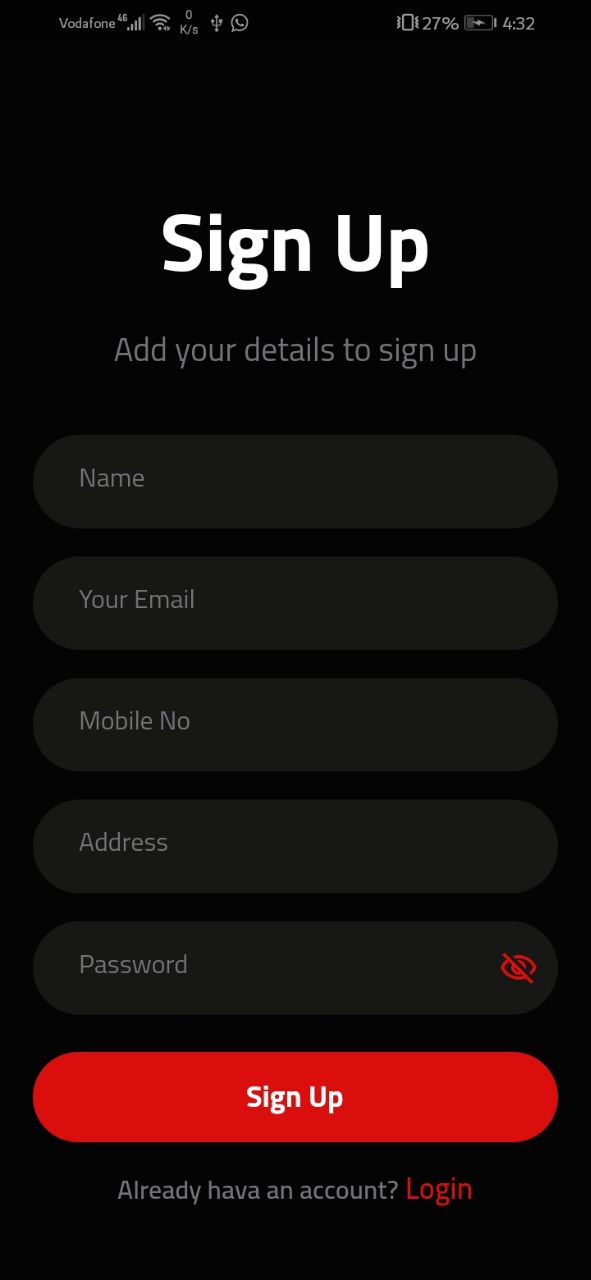 Vodafone 4G 0 K/s 27% 4:32
Sign Up
Add your details to sign up
Name
Your Email
Mobile No
Address
Password
Sign Up
Already hava an account? Login